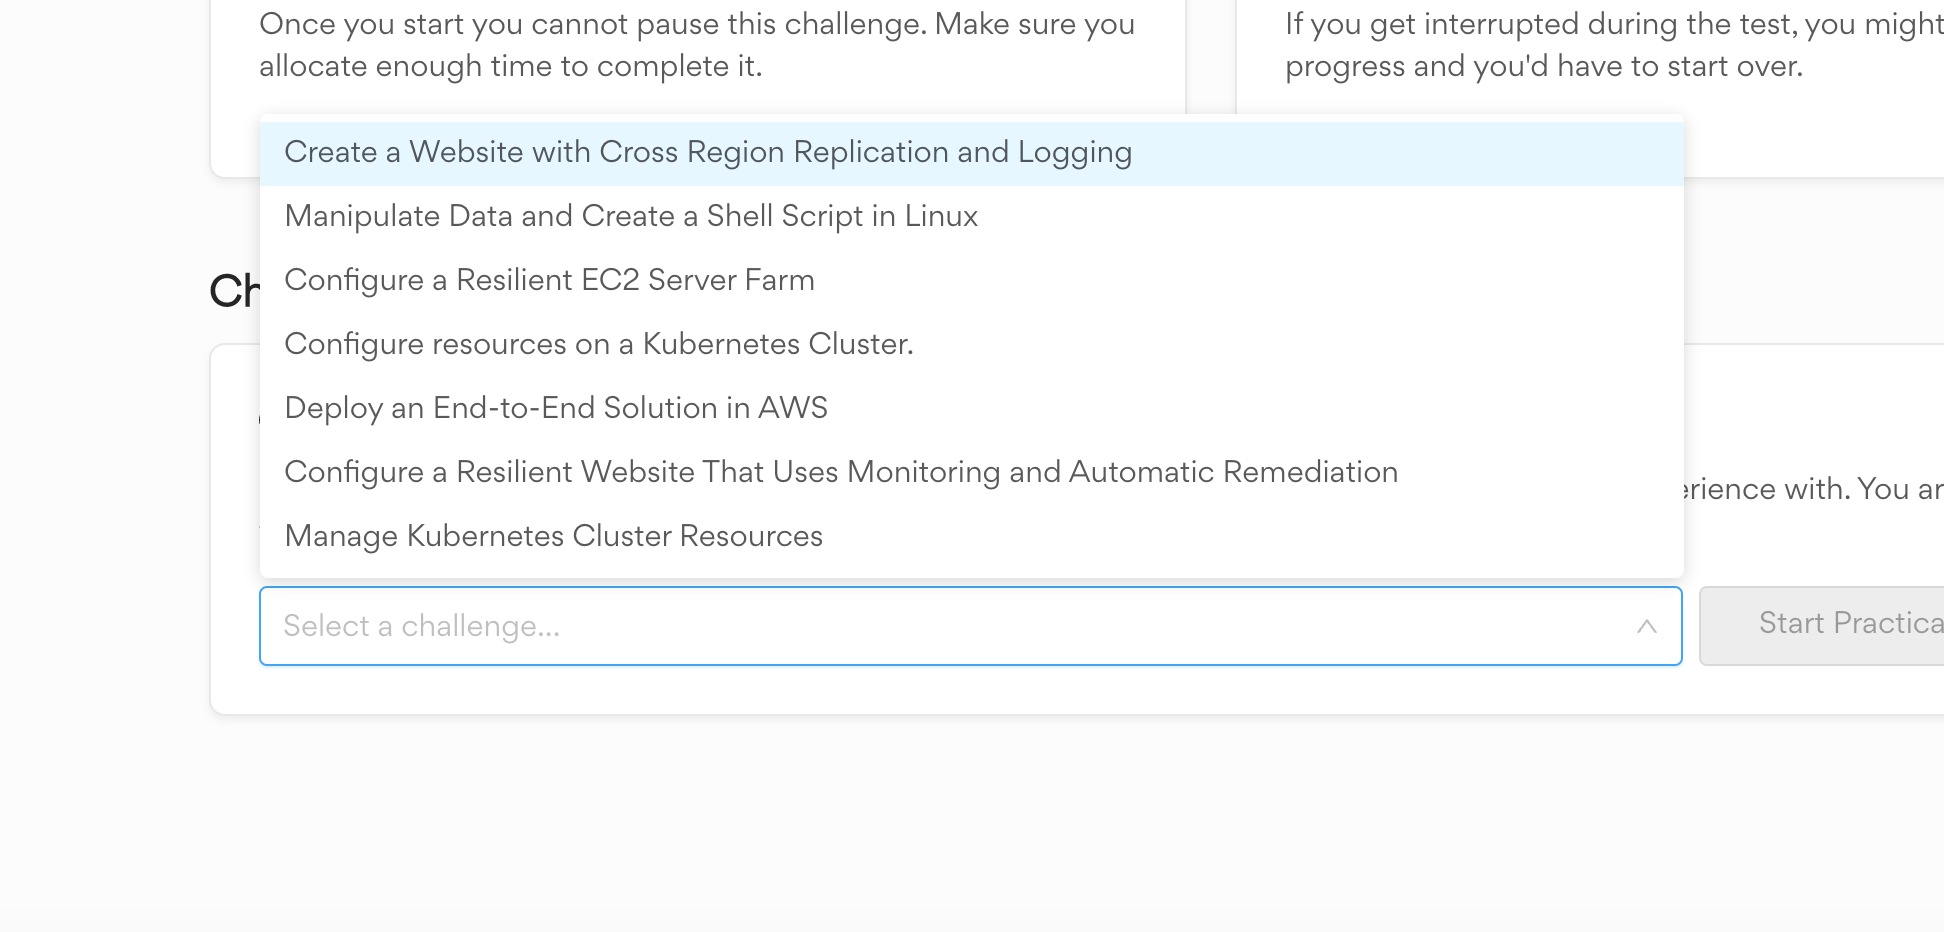 Once you start you cannot pause this challenge. Make sure you
allocate enough time to complete it.
If you get interrupted during the test, you might
progress and you'd have to start over.
Create a Website with Cross Region Replication and Logging
Manipulate Data and Create a Shell Script in Linux
Configure a Resilient EC2 Server Farm
Configure resources on a Kubernetes Cluster.
Deploy an End-to-End Solution in AWS
Configure a Resilient Website That Uses Monitoring and Automatic Remediation
Manage Kubernetes Cluster Resources
with. You
Select a challenge...
Start